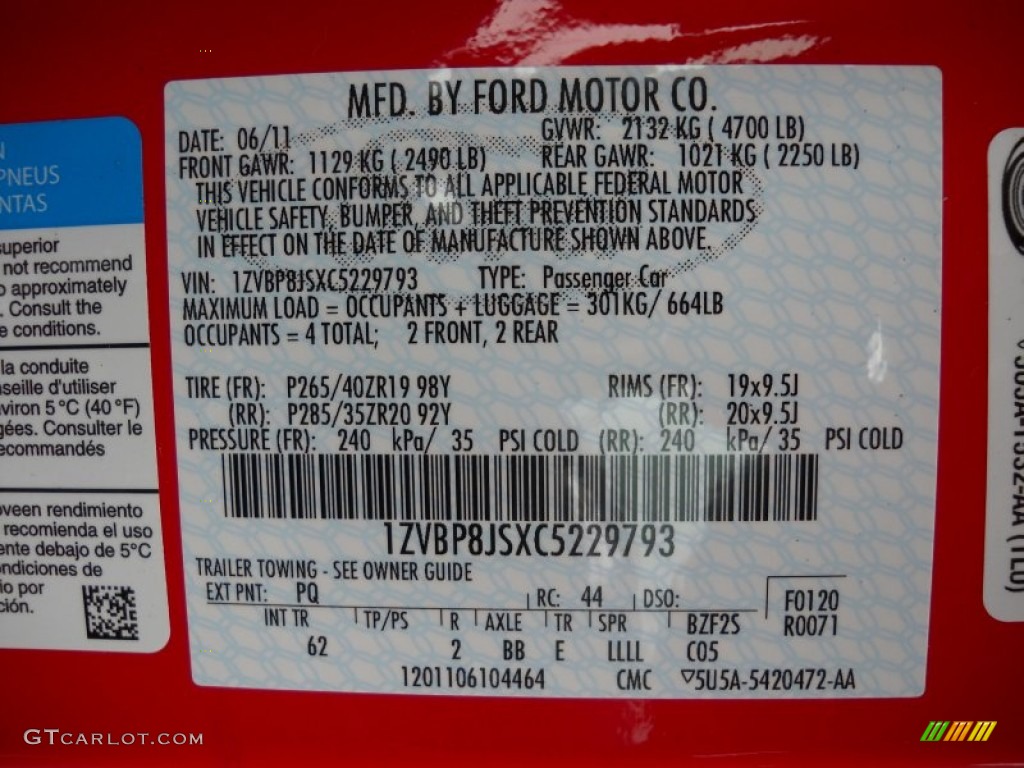 MFD. BY FORD MOTOR CO.
DATE: 06/11 GVWR: 2132 KG ( 4700 LB)
FRONT GAWR: 1129 KG ( 2490 LB) REAR GAWR: 1021 KG ( 2250 LB)
THIS VEHICLE CONFORMS TO ALL APPLICABLE FEDERAL MOTOR
VEHICLE SAFETY, BUMPER, AND THEFT PREVENTION STANDARDS
IN EFFECT ON THE DATE OF MANUFACTURE SHOWN ABOVE.
VIN: 1ZVBP8JSXC5229793 TYPE: Passenger Car
MAXIMUM LOAD = OCCUPANTS + LUGGAGE = 301KG/ 664LB
OCCUPANTS = 4 TOTAL; 2 FRONT, 2 REAR
TIRE (FR): P265/40ZR19 98Y RIMS (FR): 19x9.5J
(RR): P285/35ZR20 92Y (RR): 20x9.5J
PRESSURE (FR): 240 kPa/ 35 PSI COLD (RR): 240 kPa/ 35 PSI COLD
1ZVBP8JSXC5229793
TRAILER TOWING - SEE OWNER GUIDE
EXT PNT: PQ RC: 44 DSO: F0120
INT TR TP/PS R AXLE TR SPR BZF2S R0071
62 2 BB E LLLL C05
1201106104464 CMC ▽5U5A-5420472-AA
N
PNEUS
NTAS
superior
not recommend
o approximately
. Consult the
e conditions.
la conduite
nseille d'utiliser
viron 5 °C (40 °F)
gées. Consulter le
ecommandés
oveen rendimiento
recomienda el uso
ente debajo de 5°C
ondiciones de
io por
ción.
GTCARLOT.COM